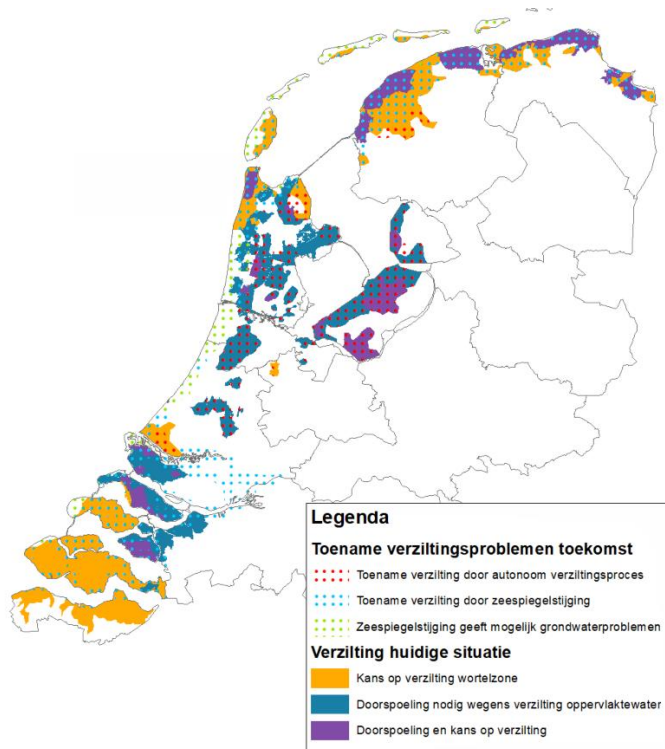 Legenda
Toename verziltingsproblemen toekomst
Toename verzilting door autonoom verziltingsproces
Toename verzilting door zeespiegelstijging
Zeespiegelstijging geeft mogelijk grondwaterproblemen
Verzilting huidige situatie
Kans op verzilting wortelzone
Doorspoeling nodig wegens verzilting oppervlaktewater
Doorspoeling en kans op verzilting